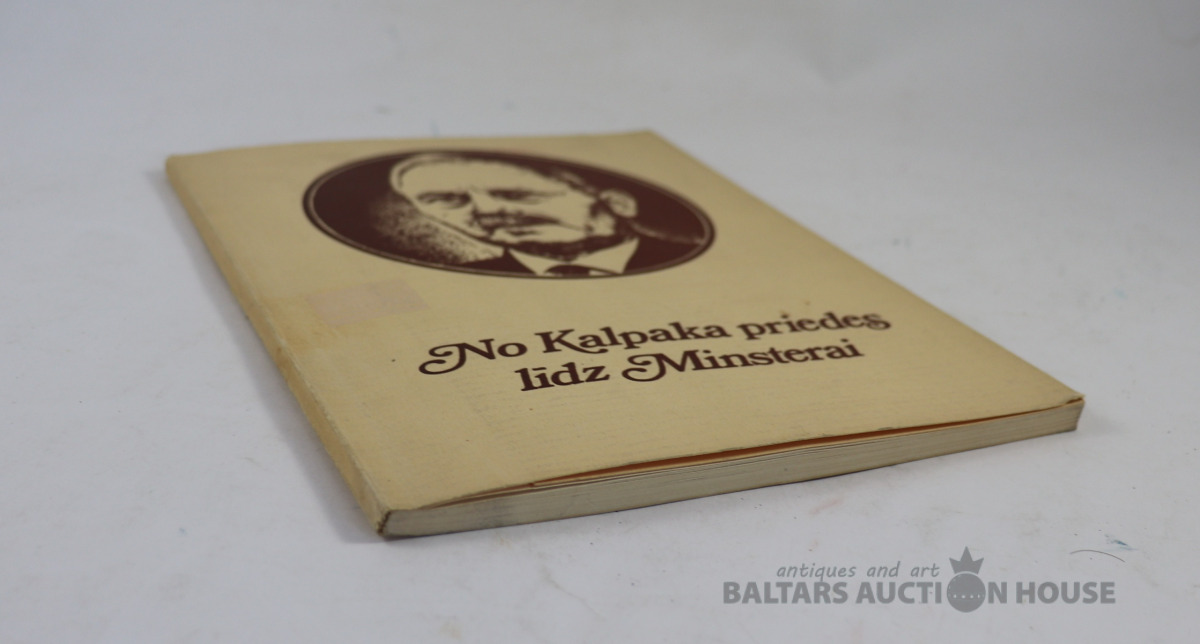 No Kalpaka priedes
līdz Minsterai
antiques and art
BALTARS AUCTION HOUSE